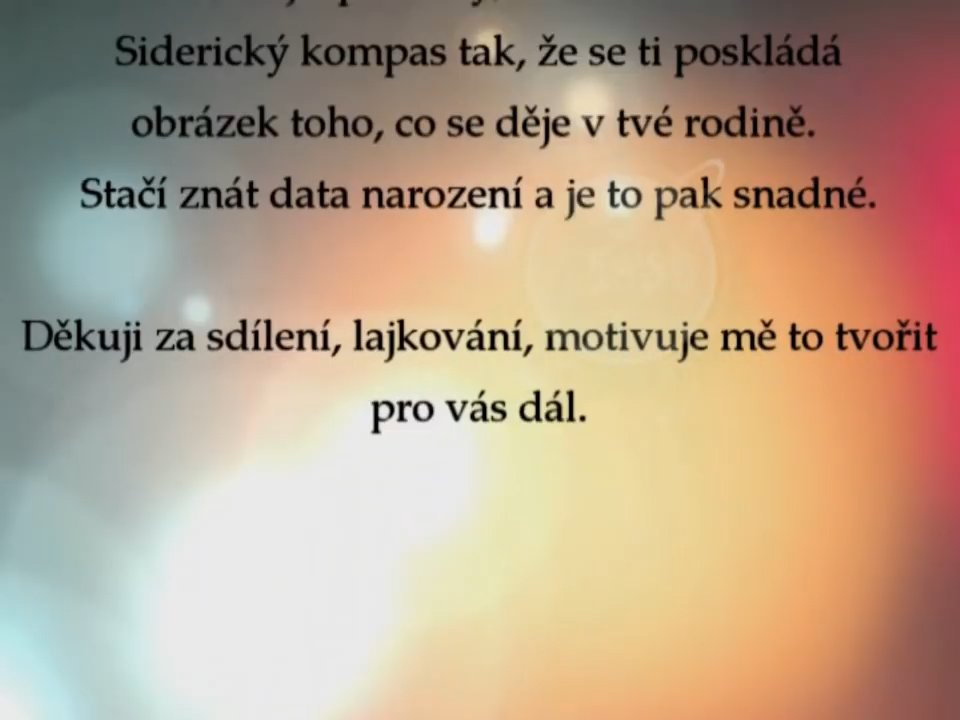 Siderický kompas tak, že se ti poskládá
obrázek toho, co se děje v tvé rodině.
Stačí znát data narození a je to pak snadné.
Děkuji za sdílení, lajkování, motivuje mě to tvořit
pro vás dál.